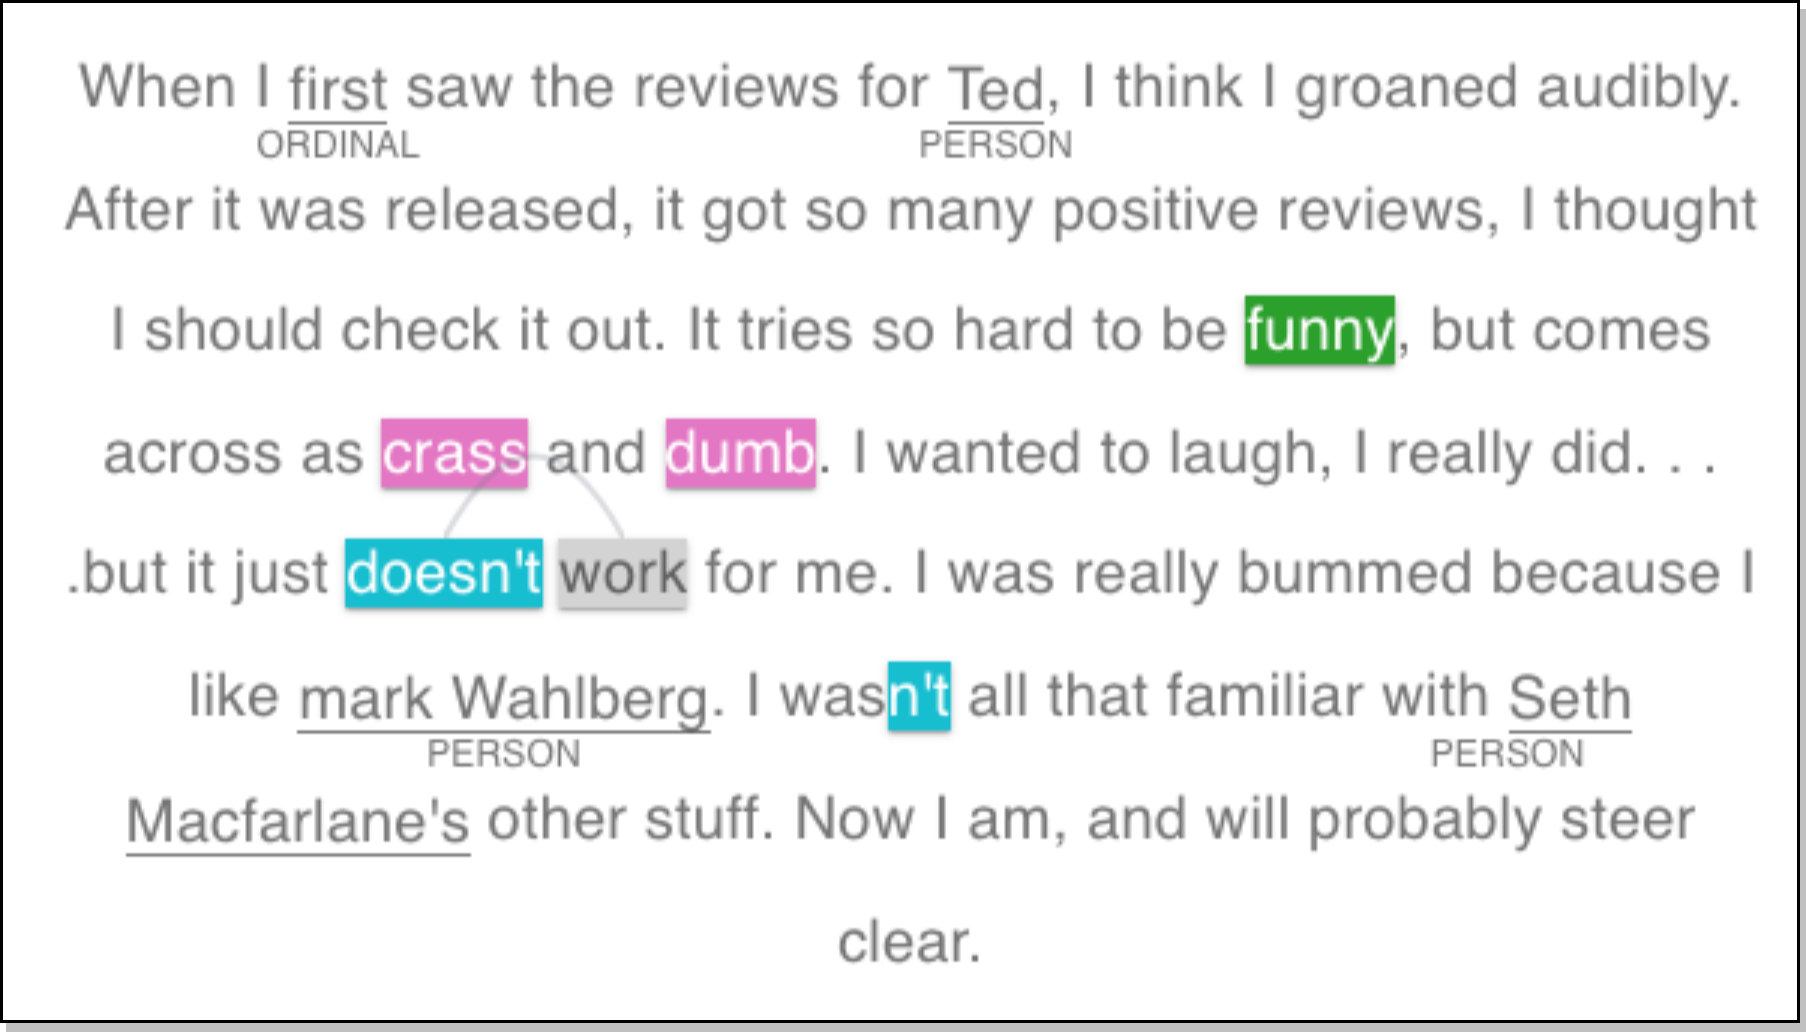 When I first saw the reviews for Ted, I think I groaned audibly.
ORDINAL PERSON
After it was released, it got so many positive reviews, I thought
I should check it out. It tries so hard to be funny, but comes
across as crass and dumb. I wanted to laugh, I really did. . .
.but it just doesn't work for me. I was really bummed because I
like mark Wahlberg. I wasn't all that familiar with Seth
PERSON PERSON
Macfarlane's other stuff. Now I am, and will probably steer
clear.